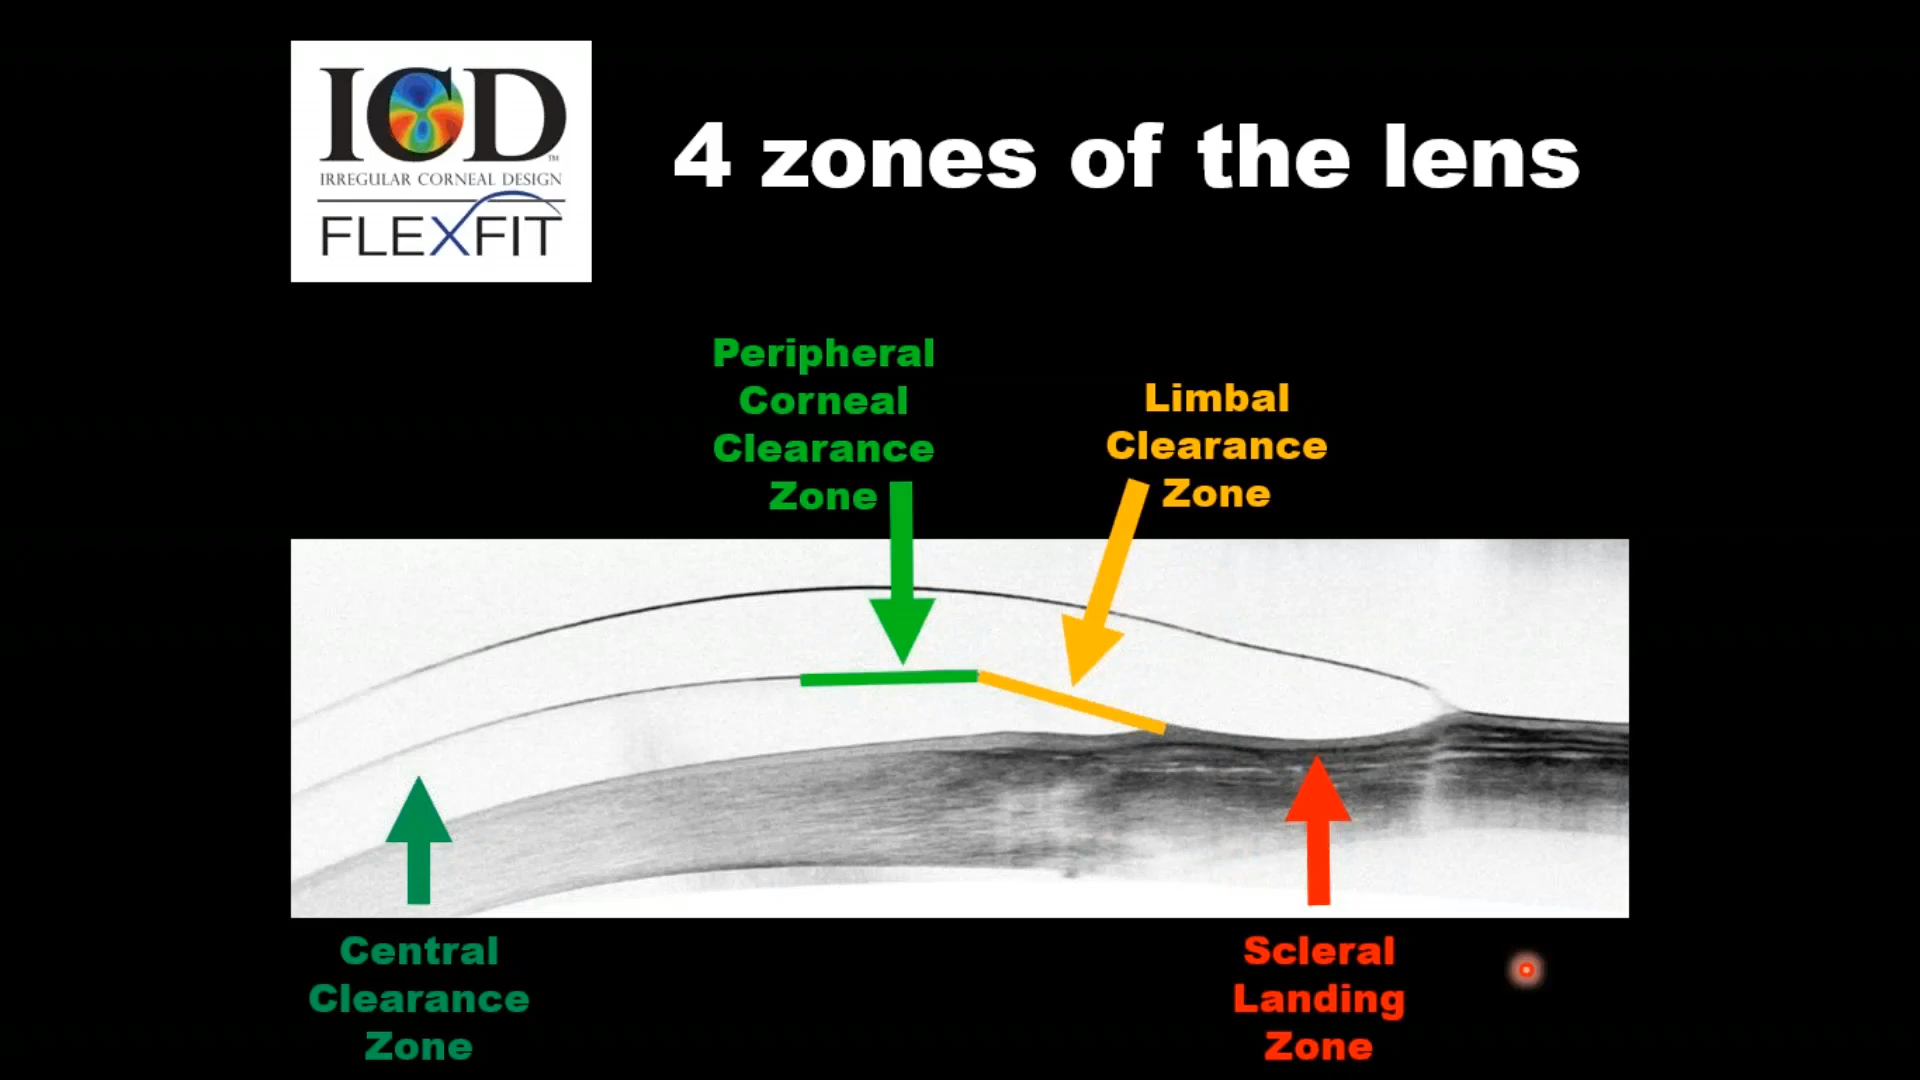 ICD™
IRREGULAR CORNEAL DESIGN
FLEXFIT
4 zones of the lens
Peripheral
Corneal
Clearance
Zone
Limbal
Clearance
Zone
Central
Clearance
Zone
Scleral
Landing
Zone